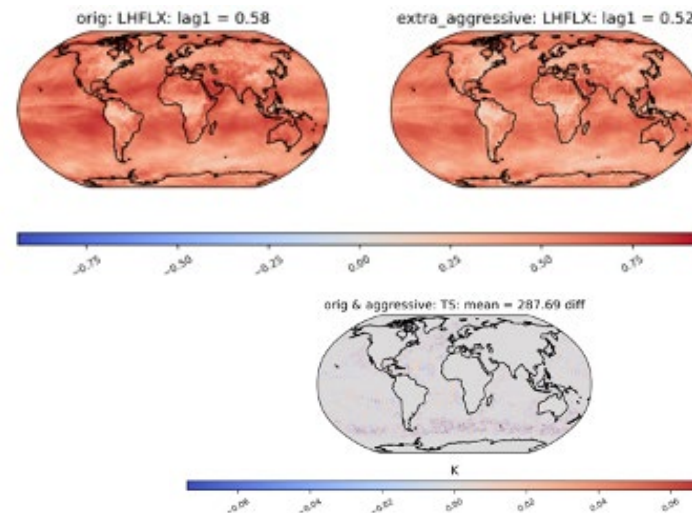 orig: LHFLX: lag1 = 0.58
extra_aggressive: LHFLX: lag1 = 0.52
−0.75 −0.50 −0.25 0.00 0.25 0.50 0.75
orig & aggressive: TS: mean = 287.69 diff
K
−0.06 −0.04 −0.02 0.00 0.02 0.04 0.06